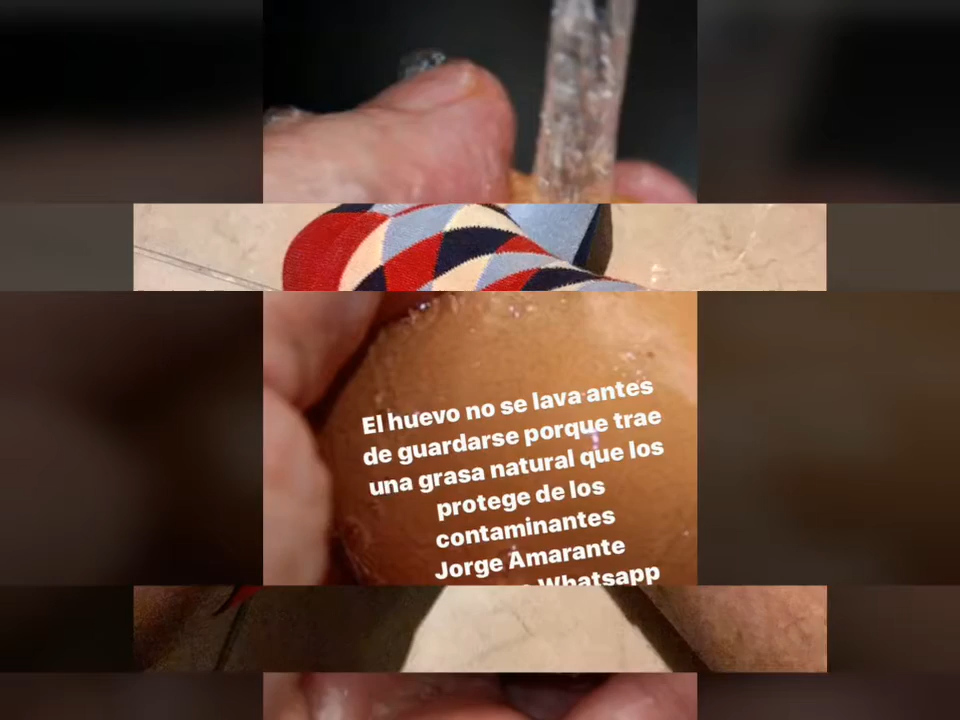 El huevo no se lava antes
de guardarse porque trae
una grasa natural que los
protege de los
contaminantes
Jorge Amarante
Whatsapp